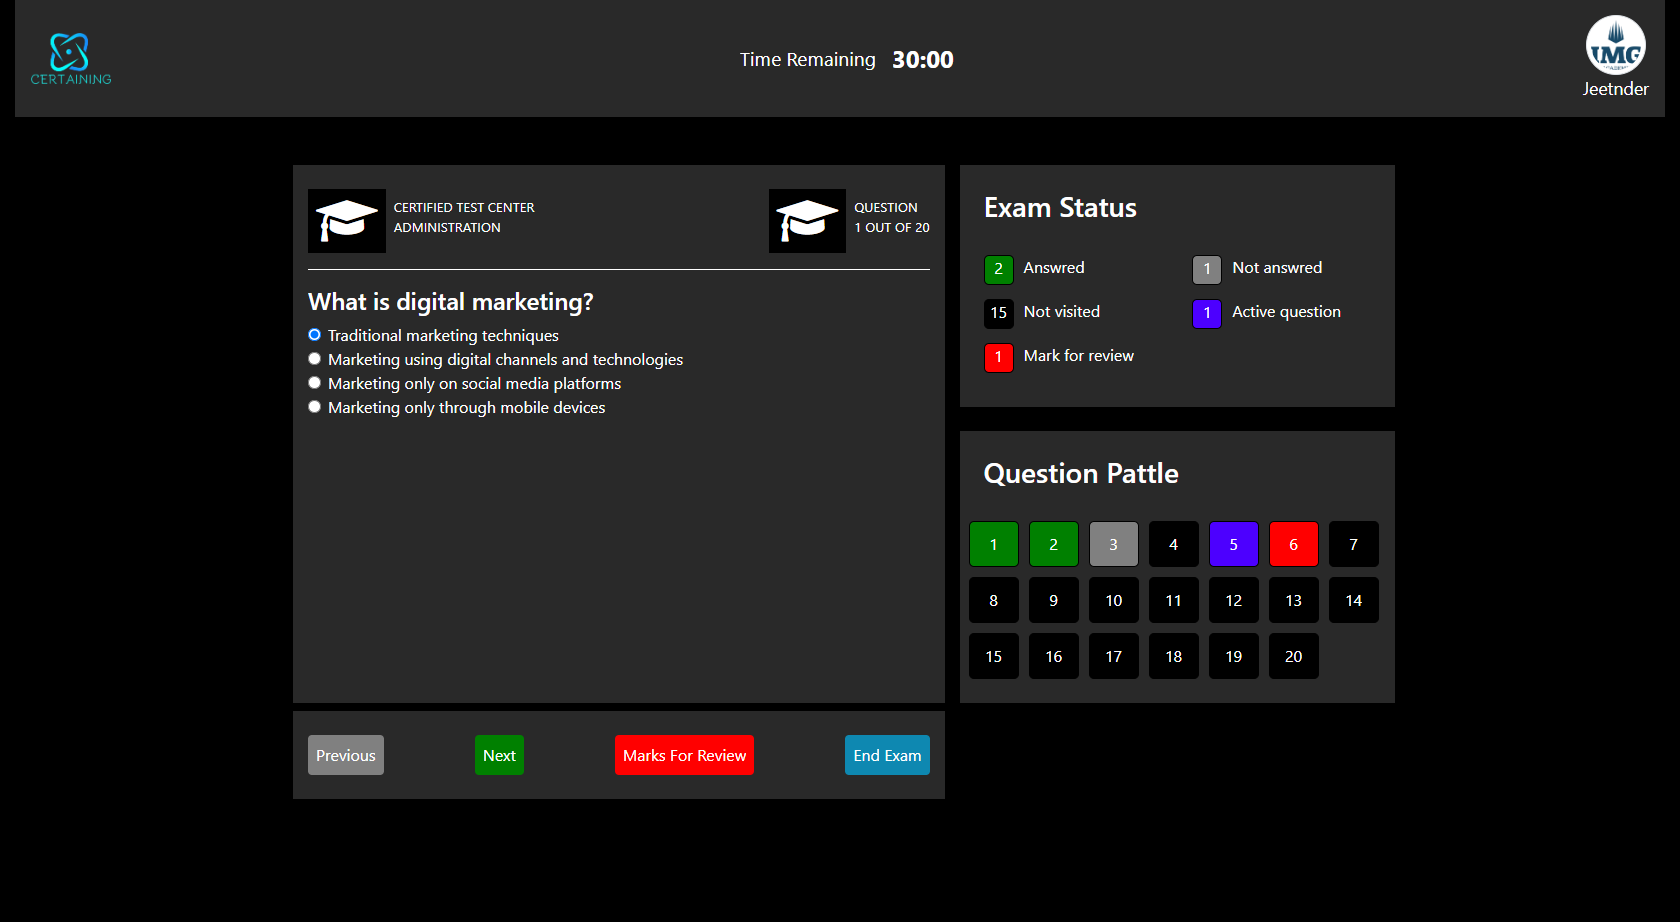 CERTAINING
Time Remaining 30:00
IMG
Jeetnder
CERTIFIED TEST CENTER
ADMINISTRATION
QUESTION
1 OUT OF 20
What is digital marketing?
Traditional marketing techniques
Marketing using digital channels and technologies
Marketing only on social media platforms
Marketing only through mobile devices
Previous
Next
Marks For Review
End Exam
Exam Status
2 Answred
1 Not answred
15 Not visited
1 Active question
1 Mark for review
Question Pattle
1 2 3 4 5 6 7
8 9 10 11 12 13 14
15 16 17 18 19 20